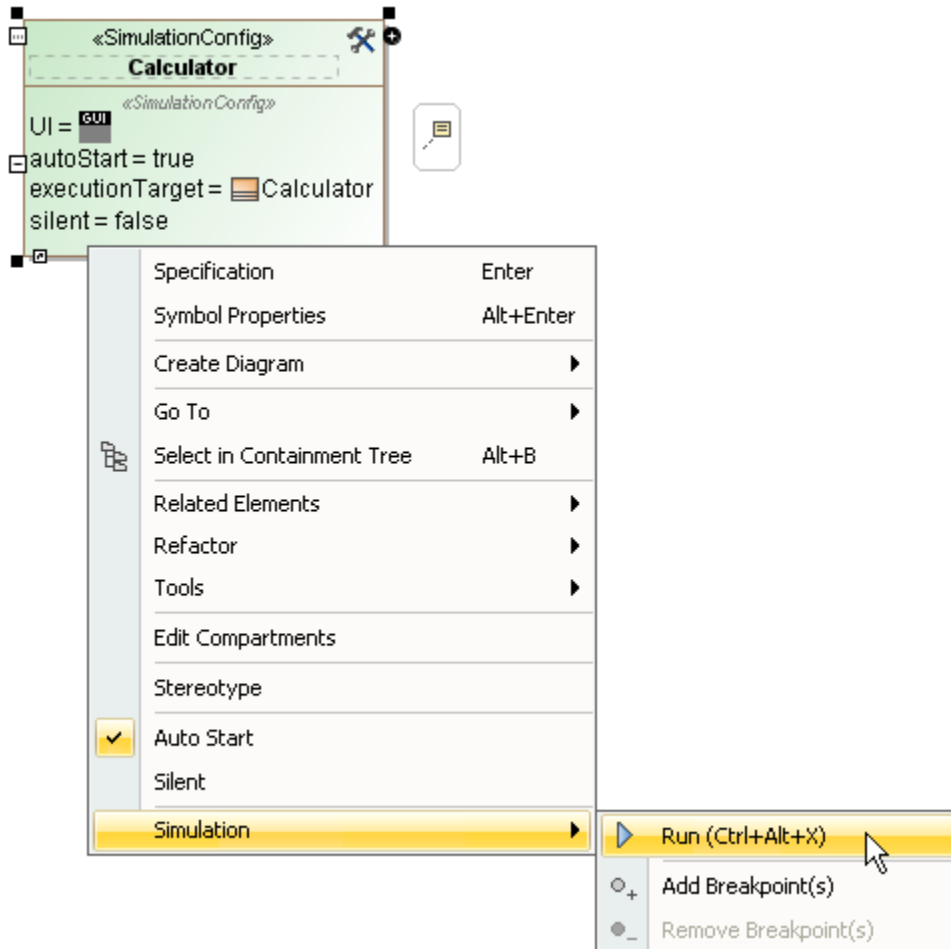 «SimulationConfig»
Calculator
«SimulationConfig»
UI = GUI
autoStart = true
executionTarget = Calculator
silent = false
Specification Enter
Symbol Properties Alt+Enter
Create Diagram
Go To
Select in Containment Tree Alt+B
Related Elements
Refactor
Tools
Edit Compartments
Stereotype
Auto Start
Silent
Simulation
Run (Ctrl+Alt+X)
Add Breakpoint(s)
Remove Breakpoint(s)